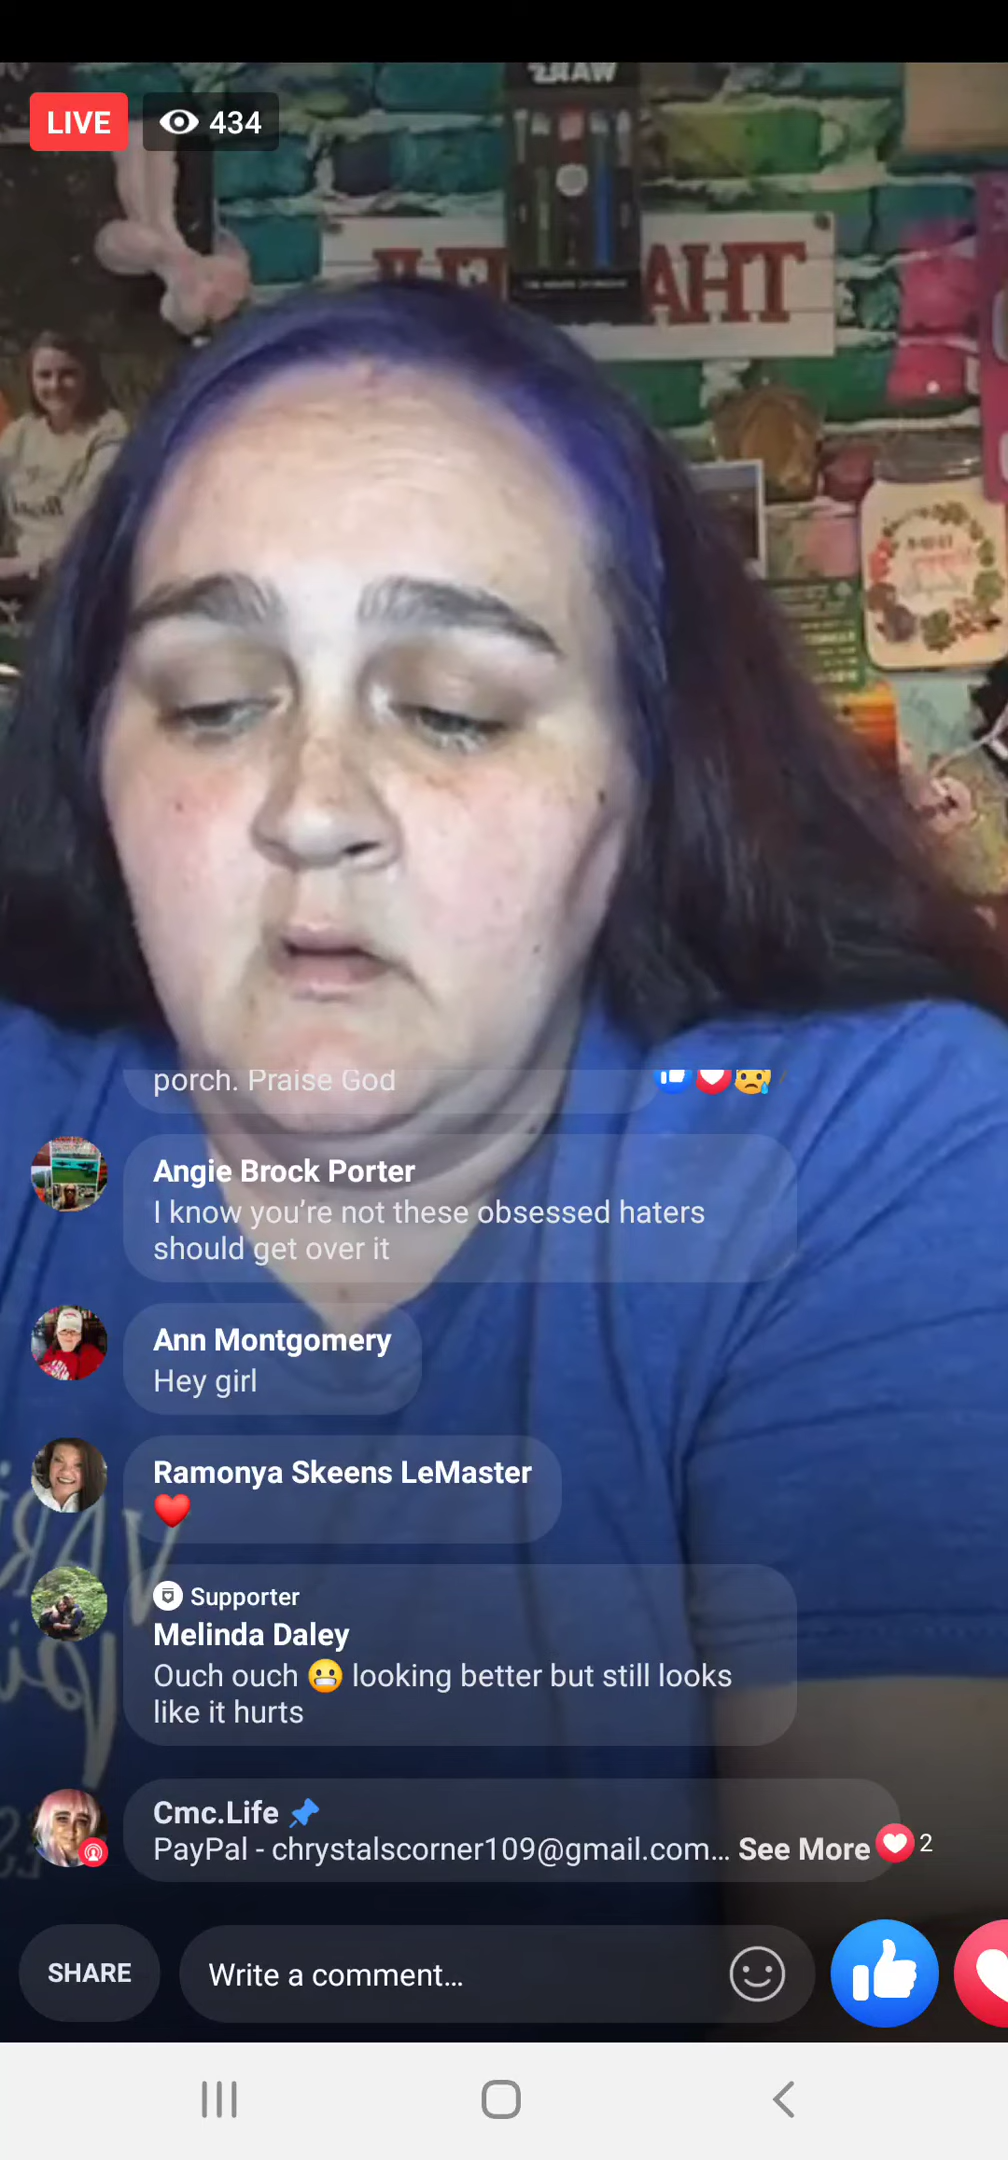 LIVE 434
porch. Praise God
Angie Brock Porter
I know you’re not these obsessed haters
should get over it
Ann Montgomery
Hey girl
Ramonya Skeens LeMaster
❤️
Supporter
Melinda Daley
Ouch ouch 😬 looking better but still looks
like it hurts
Cmc.Life 📌
PayPal - chrystalscorner109@gmail.com... See More 2
SHARE
Write a comment...